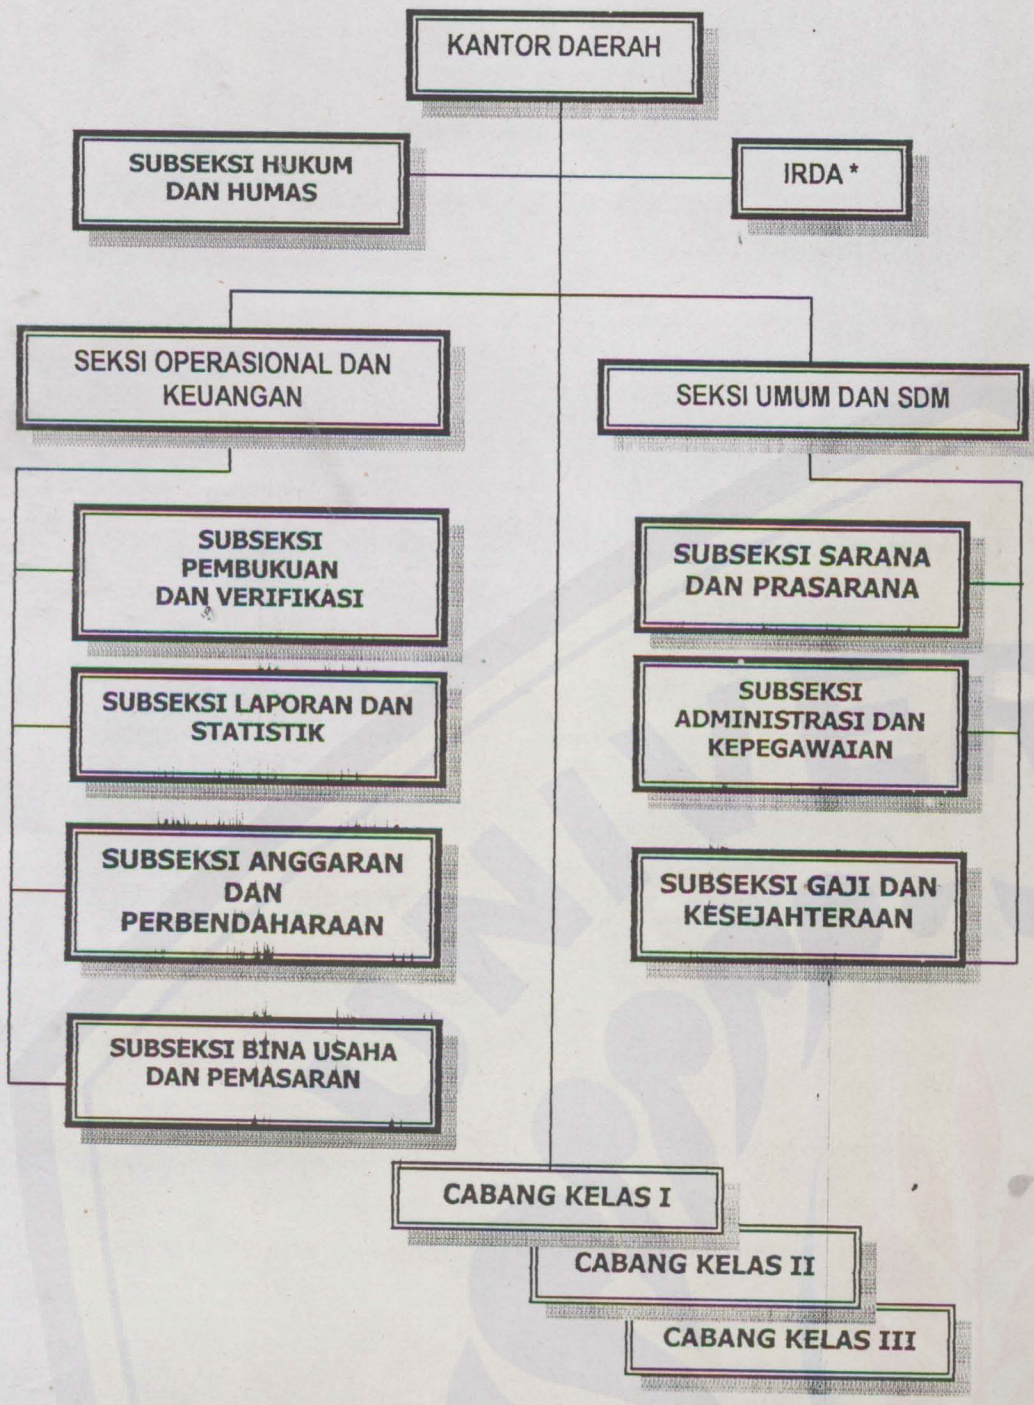 KANTOR DAERAH
SUBSEKSI HUKUM
DAN HUMAS
IRDA *
SEKSI OPERASIONAL DAN
KEUANGAN
SEKSI UMUM DAN SDM
SUBSEKSI
PEMBUKUAN
DAN VERIFIKASI
SUBSEKSI LAPORAN DAN
STATISTIK
SUBSEKSI ANGGARAN
DAN
PERBENDAHARAAN
SUBSEKSI BINA USAHA
DAN PEMASARAN
SUBSEKSI SARANA
DAN PRASARANA
SUBSEKSI
ADMINISTRASI DAN
KEPEGAWAIAN
SUBSEKSI GAJI DAN
KESEJAHTERAAN
CABANG KELAS I
CABANG KELAS II
CABANG KELAS III